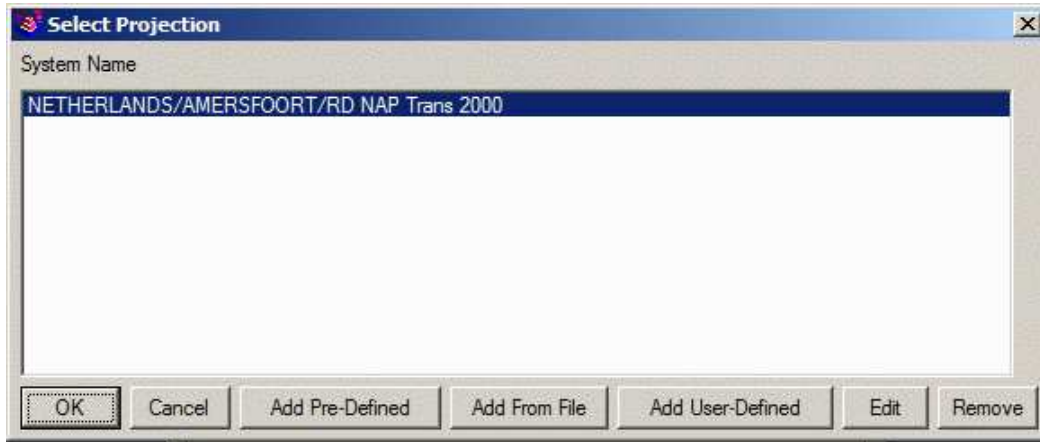 Select Projection
System Name
NETHERLANDS/AMERSFOORT/RD NAP Trans 2000
OK Cancel Add Pre-Defined Add From File Add User-Defined Edit Remove